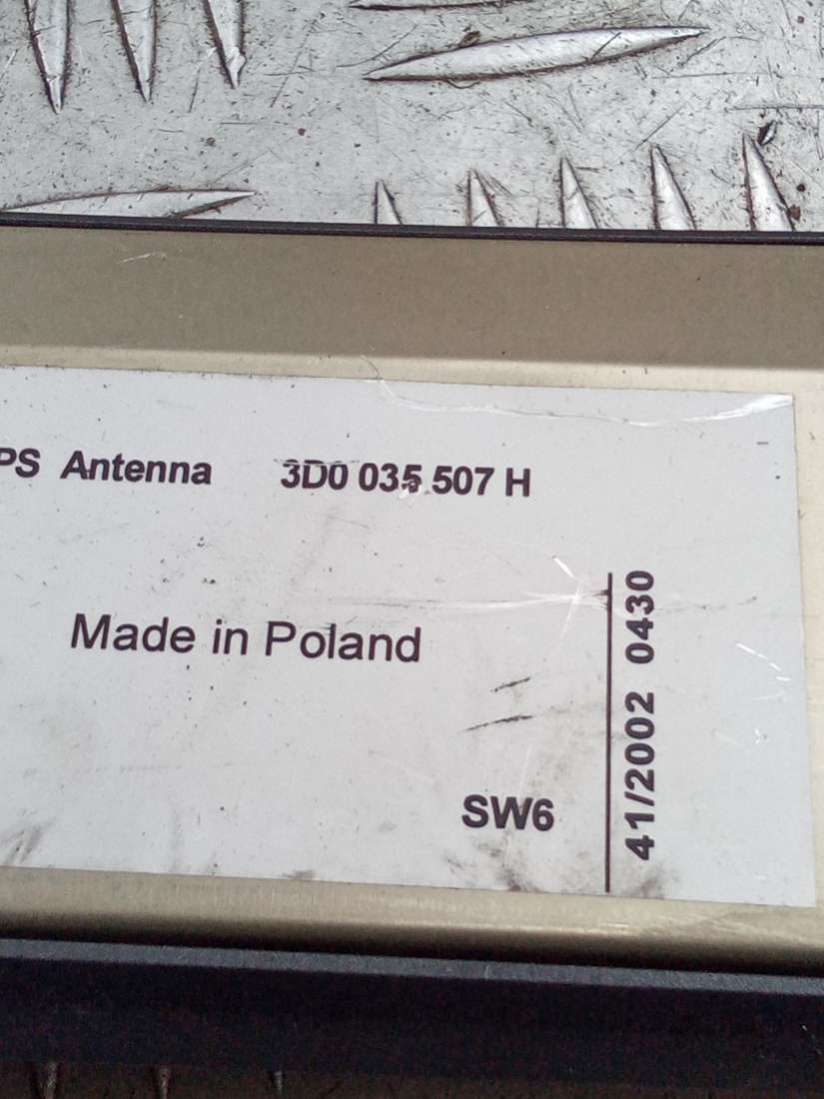 PS Antenna 3D0 035 507 H
Made in Poland
SW6
41/2002 0430